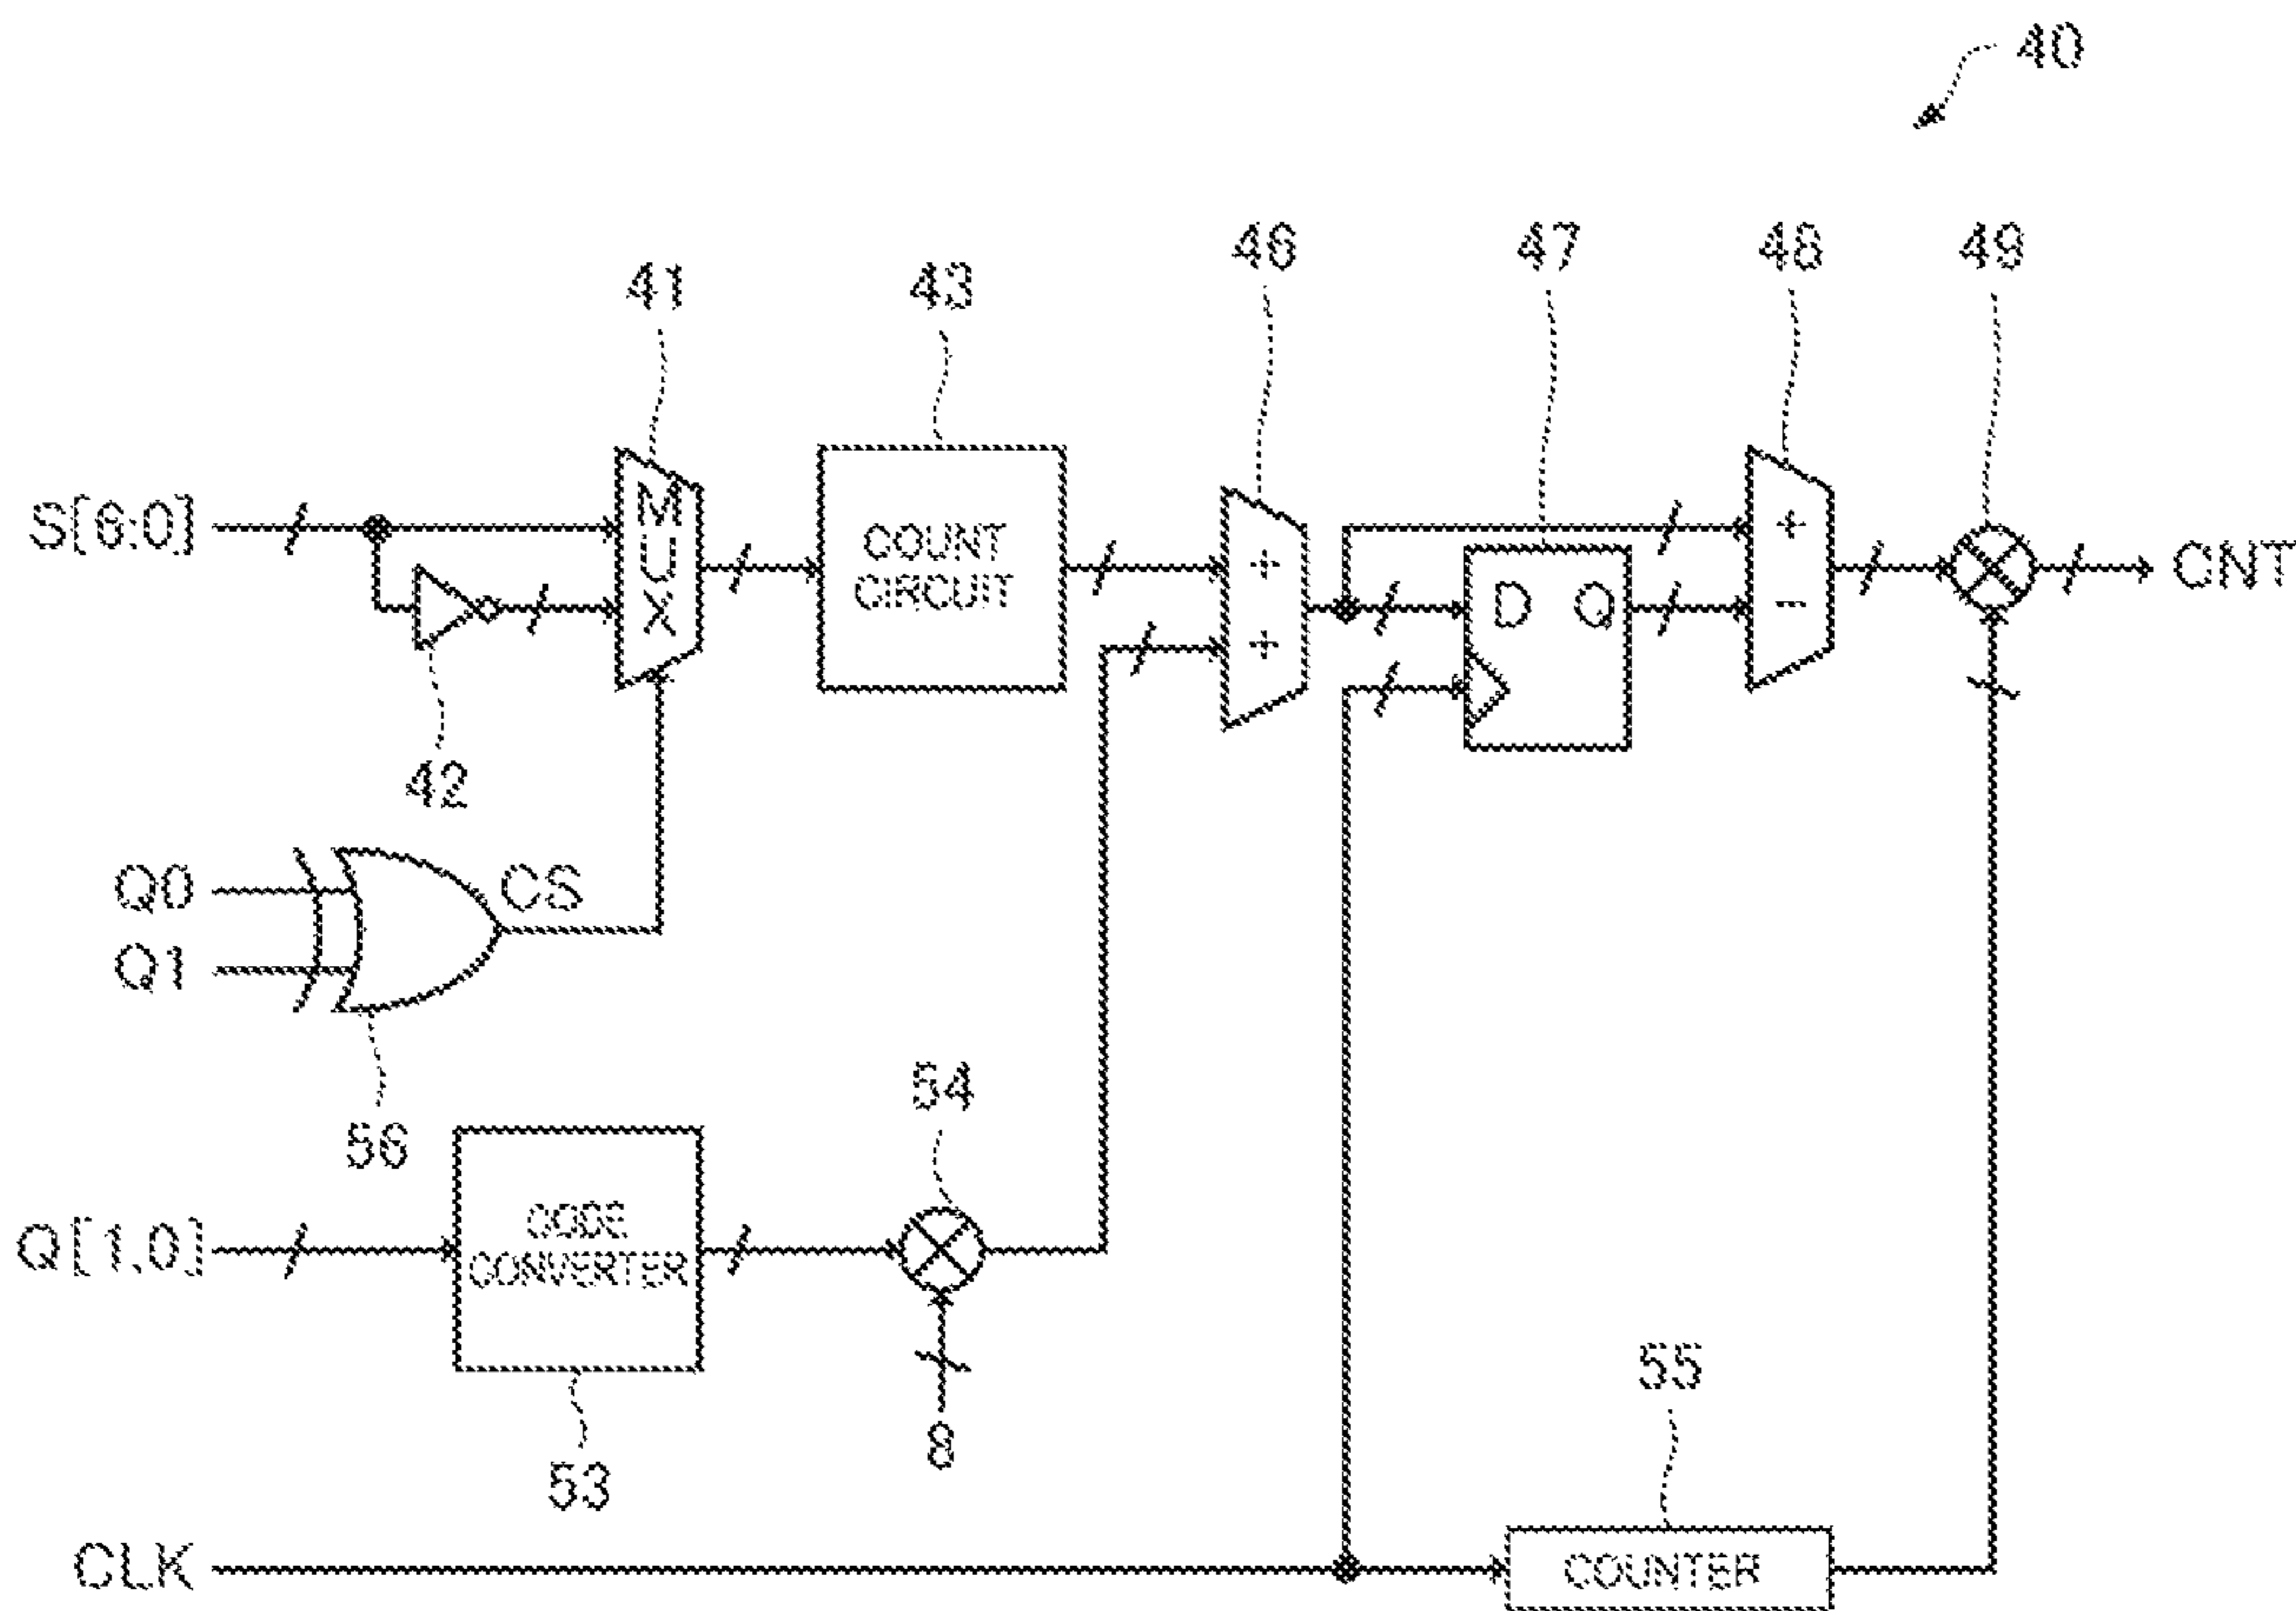 40
46
47
48
49
41
43
S[6:0]
MUX
COUNT
CIRCUIT
+
+
D Q
+
−
CNT
42
Q0
CS
Q1
54
56
Q[1,0]
CODE
CONVERTER
8
53
55
CLK
COUNTER